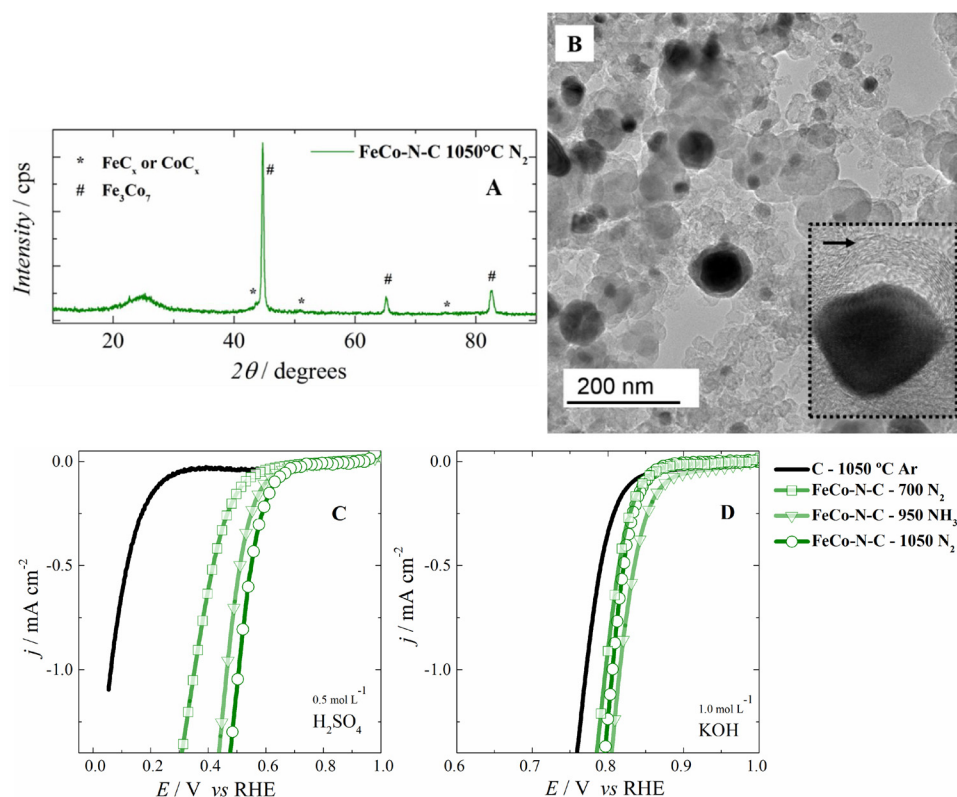 Intensity / cps
* FeCₓ or CoCₓ
# Fe₃Co₇
FeCo-N-C 1050°C N₂
A
#
*
*
#
*
#
20 40 60 80
2θ / degrees
B
200 nm
0.0
-0.5
-1.0
j / mA cm⁻²
C
0.5 mol L⁻¹
H₂SO₄
0.0 0.2 0.4 0.6 0.8 1.0
E / V vs RHE
0.0
-0.5
-1.0
j / mA cm⁻²
D
1.0 mol L⁻¹
KOH
0.6 0.7 0.8 0.9 1.0
E / V vs RHE
C - 1050 ºC Ar
FeCo-N-C - 700 N₂
FeCo-N-C - 950 NH₃
FeCo-N-C - 1050 N₂